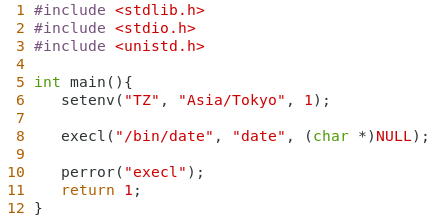 1 #include <stdlib.h>
2 #include <stdio.h>
3 #include <unistd.h>
4
5 int main(){
6    setenv("TZ", "Asia/Tokyo", 1);
7
8    execl("/bin/date", "date", (char *)NULL);
9
10    perror("execl");
11    return 1;
12 }